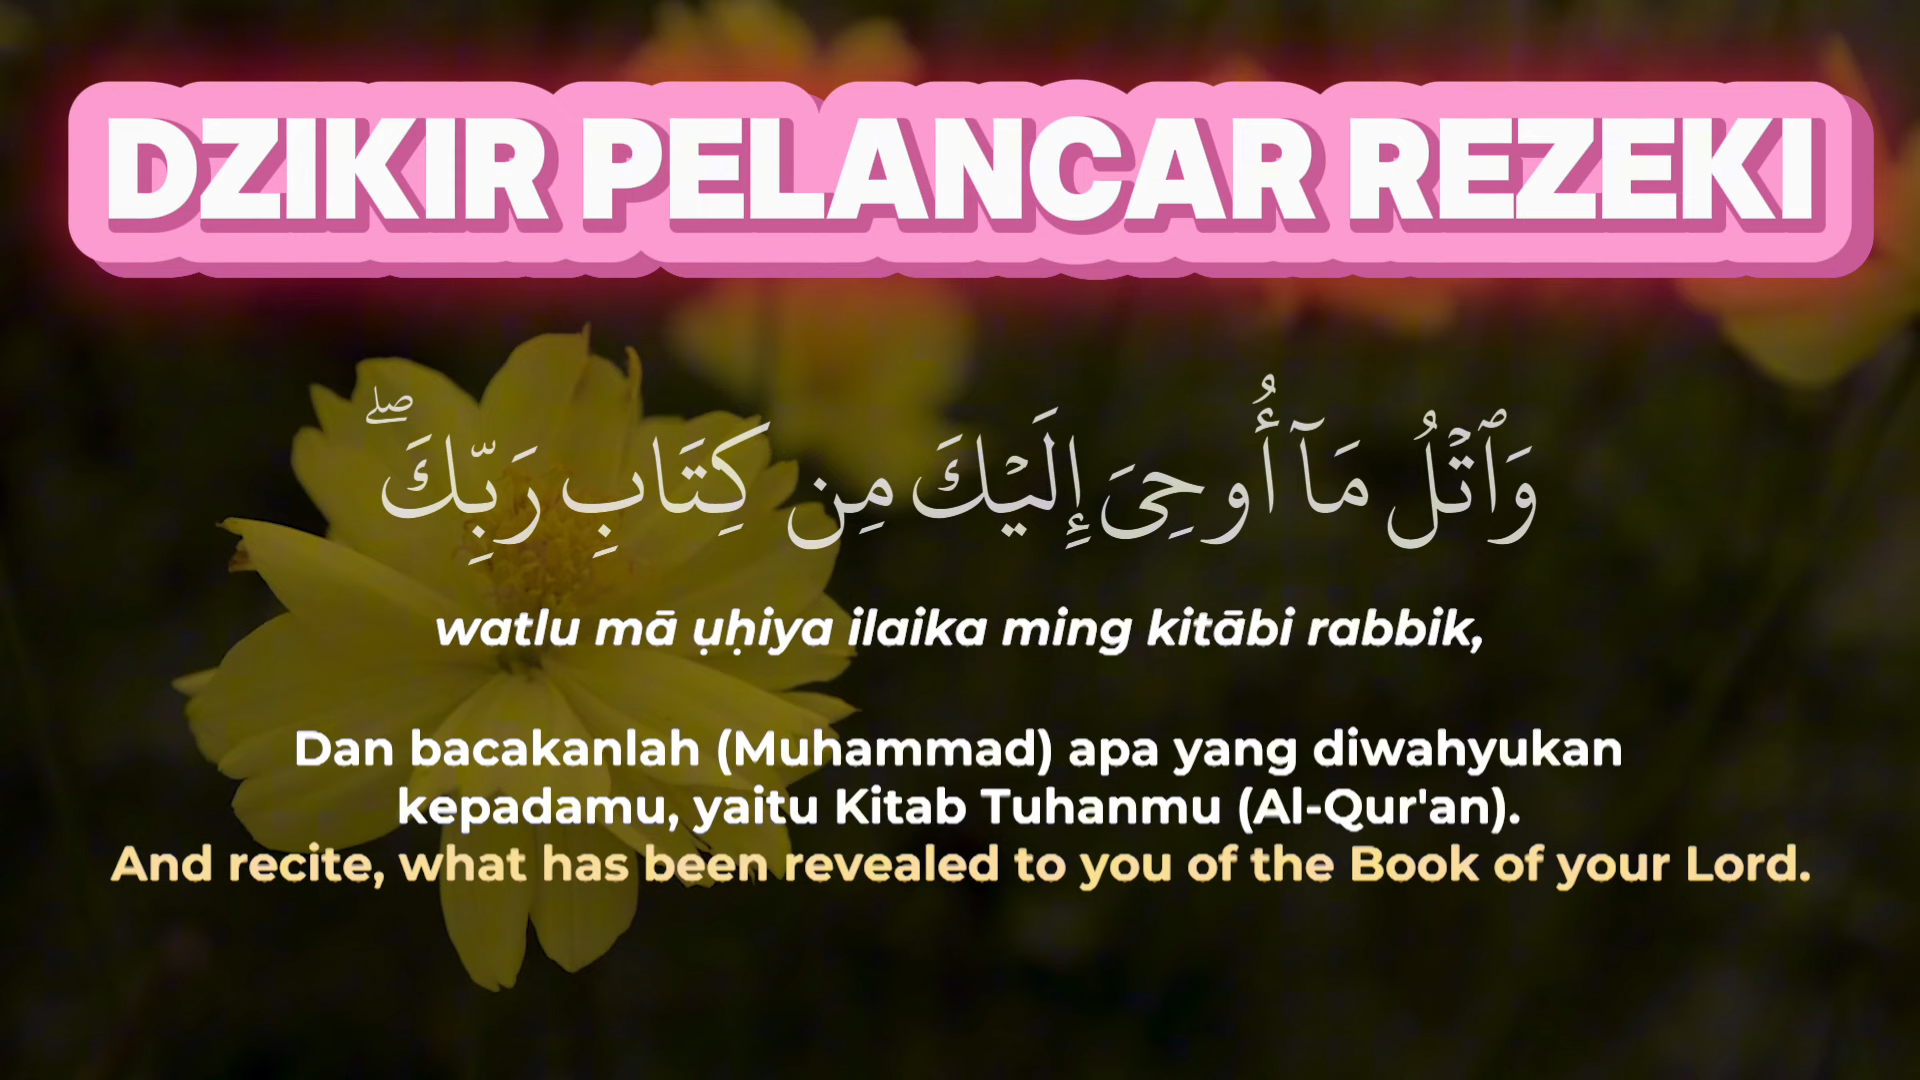 DZIKIR PELANCAR REZEKI
وَٱتۡلُ مَآ أُوحِيَ إِلَيۡكَ مِن كِتَابِ رَبِّكَۖ
watlu mā ụḥiya ilaika ming kitābi rabbik,
Dan bacakanlah (Muhammad) apa yang diwahyukan
kepadamu, yaitu Kitab Tuhanmu (Al-Qur'an).
And recite, what has been revealed to you of the Book of your Lord.